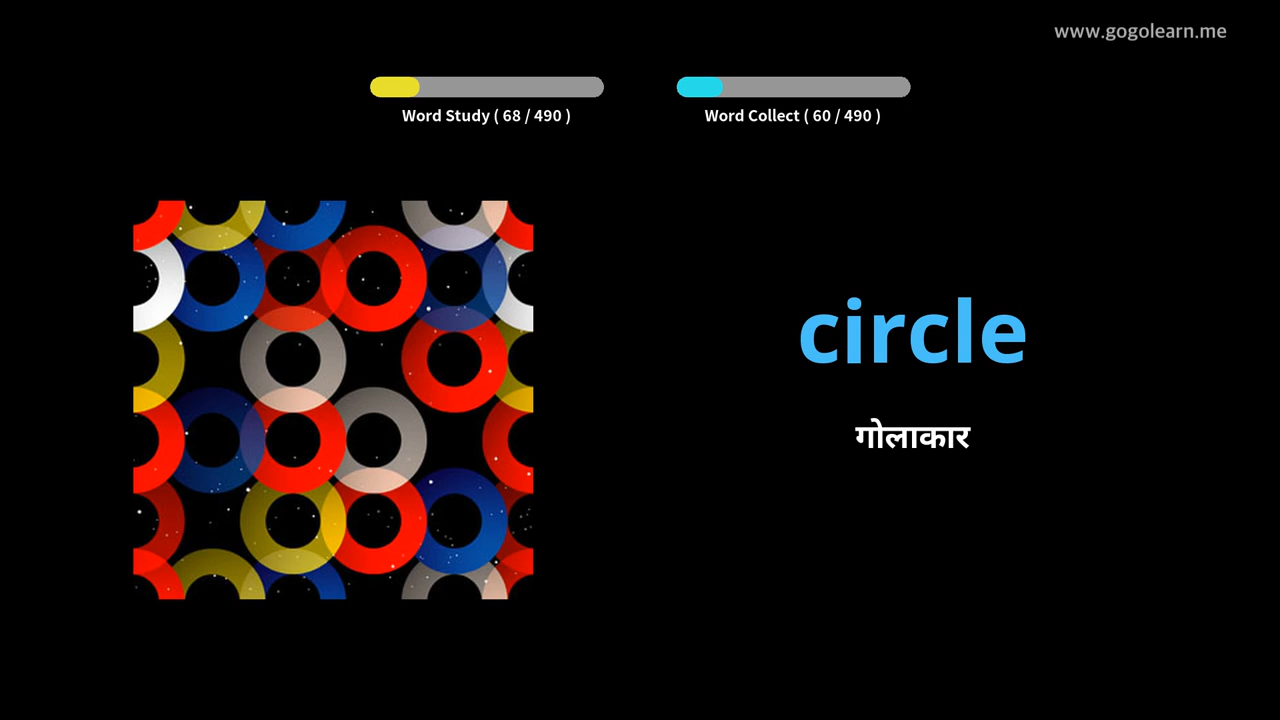 www.gogolearn.me
Word Study ( 68 / 490 )
Word Collect ( 60 / 490 )
circle
गोलाकार